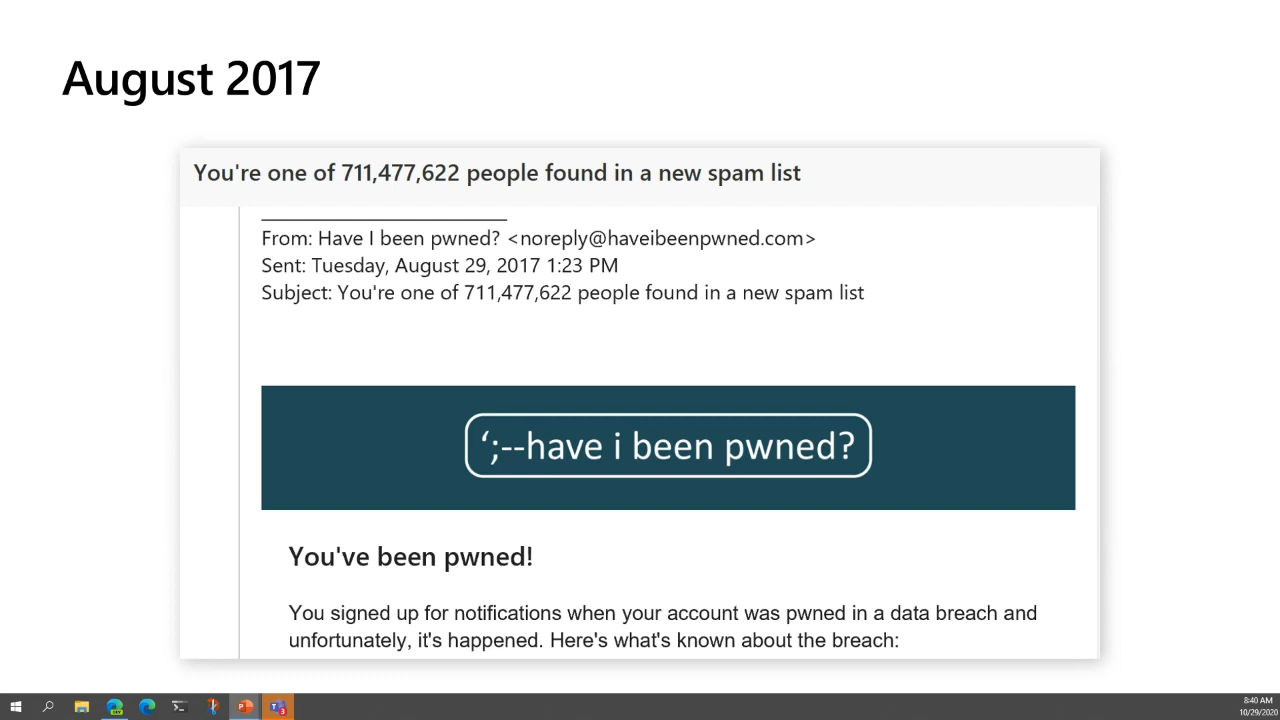 August 2017
You're one of 711,477,622 people found in a new spam list
From: Have I been pwned? <noreply@haveibeenpwned.com>
Sent: Tuesday, August 29, 2017 1:23 PM
Subject: You're one of 711,477,622 people found in a new spam list
‘;--have i been pwned?
You've been pwned!
You signed up for notifications when your account was pwned in a data breach and
unfortunately, it's happened. Here's what's known about the breach:
8:40 AM
10/29/2020